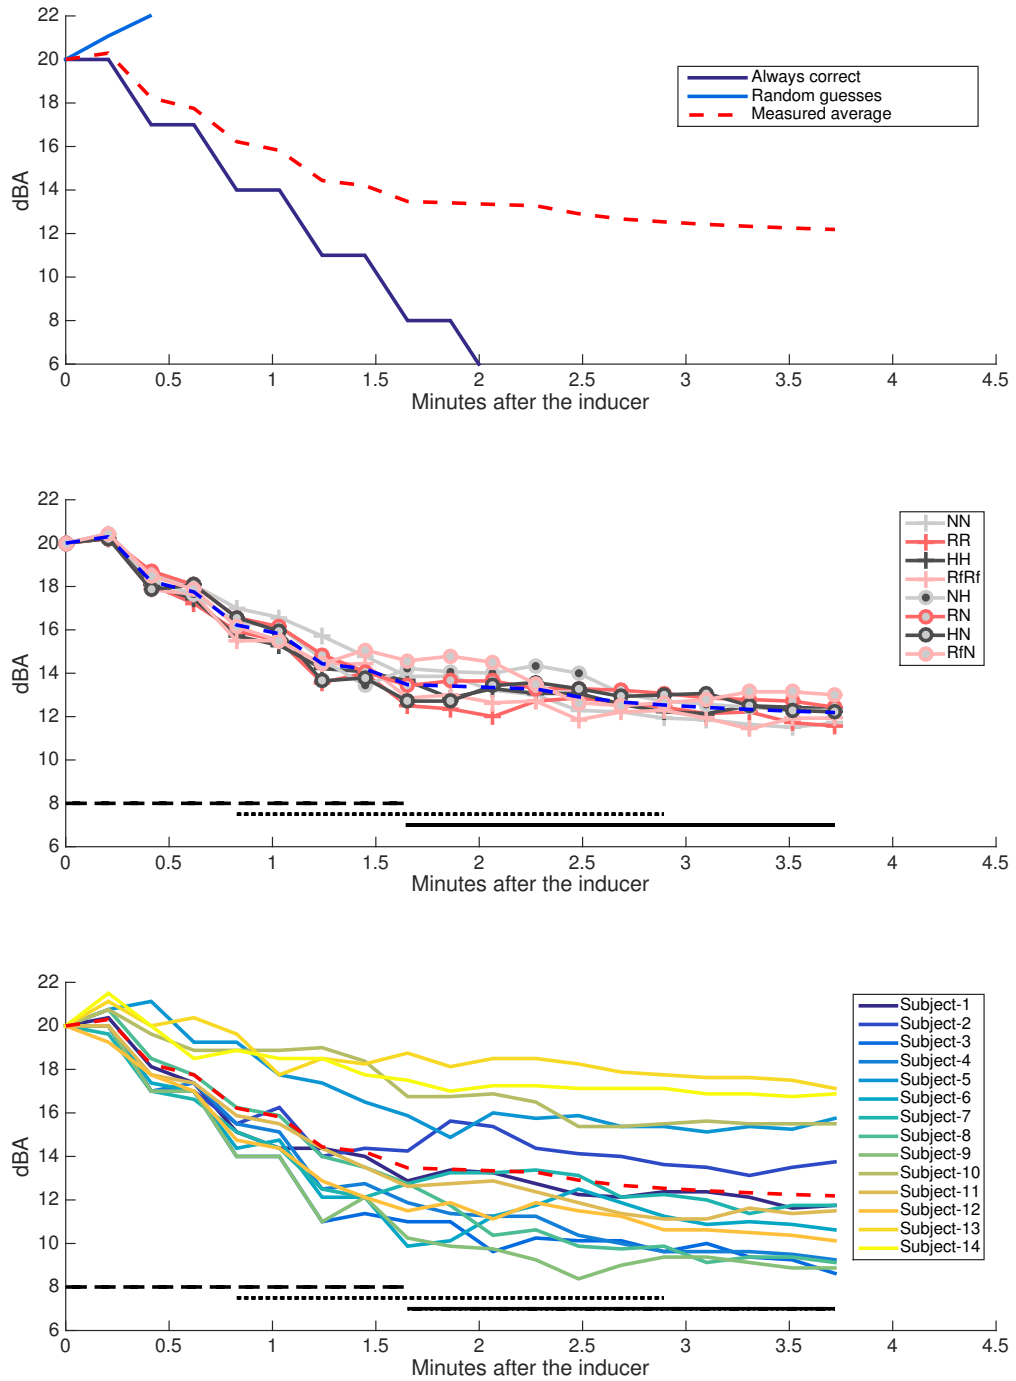 22
20
18
16
14
12
10
8
6
dBA
0 0.5 1 1.5 2 2.5 3 3.5 4 4.5
Minutes after the inducer
Always correct
Random guesses
Measured average
22
20
18
16
14
12
10
8
6
dBA
0 0.5 1 1.5 2 2.5 3 3.5 4 4.5
Minutes after the inducer
NN
RR
HH
RfRf
NH
RN
HN
RfN
22
20
18
16
14
12
10
8
6
dBA
0 0.5 1 1.5 2 2.5 3 3.5 4 4.5
Minutes after the inducer
Subject-1
Subject-2
Subject-3
Subject-4
Subject-5
Subject-6
Subject-7
Subject-8
Subject-9
Subject-10
Subject-11
Subject-12
Subject-13
Subject-14